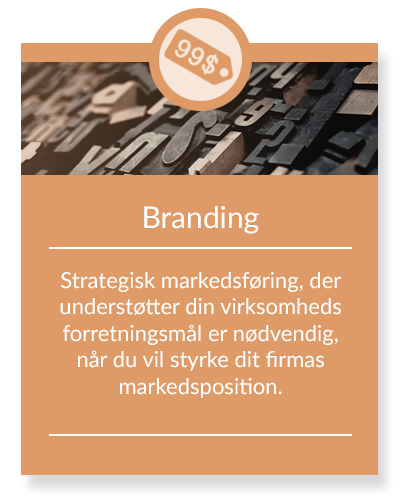 99$
Branding
Strategisk markedsføring, der
understøtter din virksomheds
forretningsmål er nødvendig,
når du vil styrke dit firmas
markedsposition.